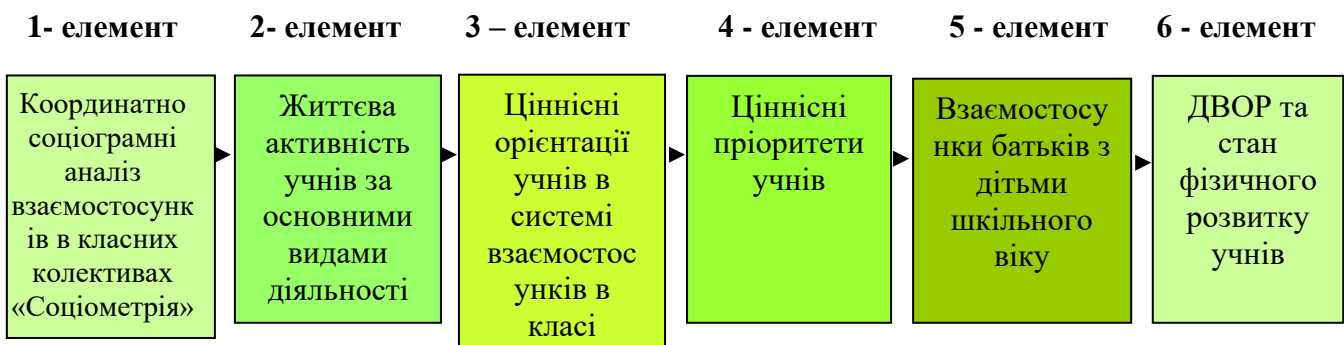 1- елемент
2- елемент
3 – елемент
4 - елемент
5 - елемент
6 - елемент
Координатно
соціограмні
аналіз
взаємостосунк
ів в класних
колективах
«Соціометрія»
Життєва
активність
учнів за
основними
видами
діяльності
Ціннісні
орієнтації
учнів в
системі
взаємостос
унків в
класі
Ціннісні
пріоритети
учнів
Взаємостосу
нки батьків з
дітьми
шкільного
віку
ДВОР та
стан
фізичного
розвитку
учнів